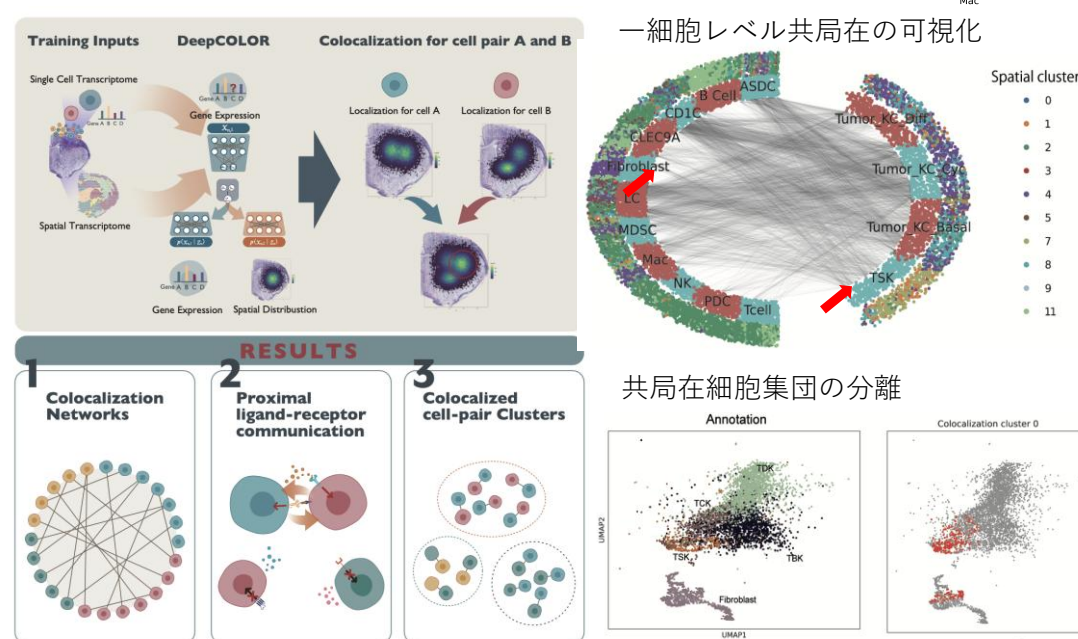 Mac
Training Inputs
DeepCOLOR
Colocalization for cell pair A and B
Single Cell Transcriptome
Gene A B C D
Gene A B C D
Gene Expression
Localization for cell A
Localization for cell B
Spatial Transcriptome
Gene A B C D
Gene Expression
Spatial Distribution
RESULTS
1
Colocalization
Networks
2
Proximal
ligand-receptor
communication
3
Colocalized
cell-pair Clusters
一細胞レベル共局在の可視化
ASDC
B Cell
CD1C
CLEC9A
Fibroblast
LC
MDSC
Mac
NK
PDC
Tcell
Tumor_KC_Diff
Tumor_KC_Cyc
Tumor_KC_Basal
TSK
Spatial cluster
0
1
2
3
4
5
7
8
9
11
共局在細胞集団の分離
Annotation
TDK
TCK
TSK
TBK
Fibroblast
UMAP2
UMAP1
Colocalization cluster 0